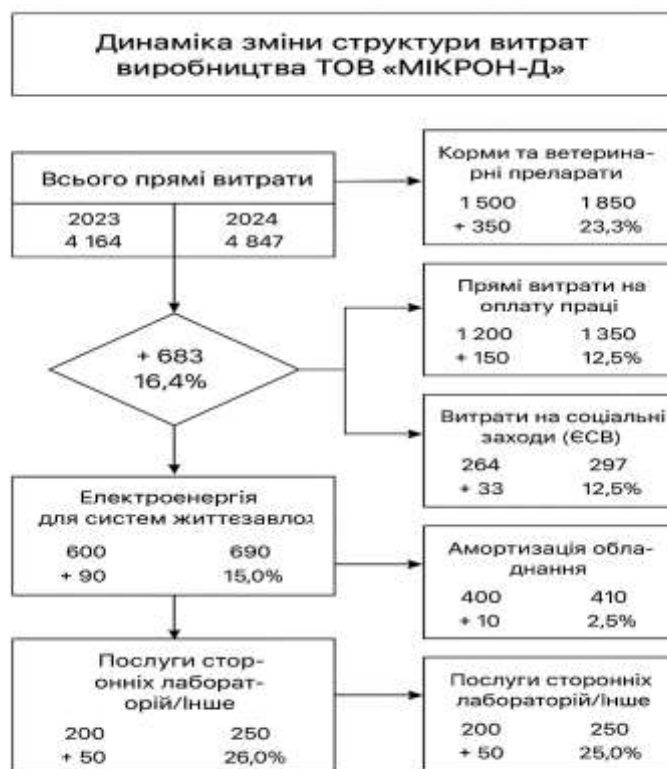 Динаміка зміни структури витрат
виробництва ТОВ «МІКРОН-Д»
Всього прямі витрати
2023 2024
4 164 4 847
+ 683
16,4%
Електроенергія
для систем життєзавлоз
600 690
+ 90 15,0%
Послуги стор-
онніх лаборат-
орій/Інше
200 250
+ 50 26,0%
Корми та ветерина-
рні преларати
1 500 1 850
+ 350 23,3%
Прямі витрати на
оплату праці
1 200 1 350
+ 150 12,5%
Витрати на соціальні
заходи (ЄСВ)
264 297
+ 33 12,5%
Амортизація обла-
днання
400 410
+ 10 2,5%
Послуги сторонніх
лабораторій/Інше
200 250
+ 50 25,0%